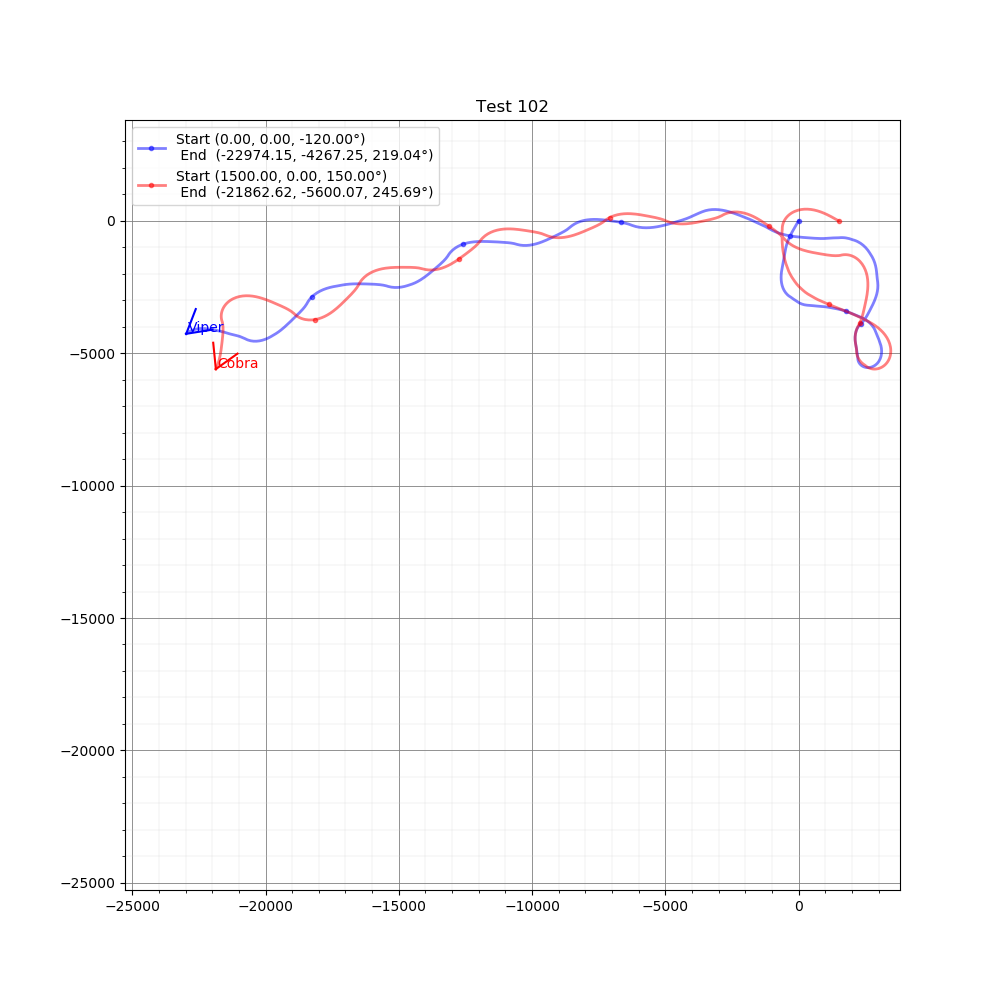 Test 102
Start (0.00, 0.00, -120.00°)
End  (-22974.15, -4267.25, 219.04°)
Start (1500.00, 0.00, 150.00°)
End  (-21862.62, -5600.07, 245.69°)
0
Viper
−5000
Cobra
−10000
−15000
−20000
−25000
−25000 −20000 −15000 −10000 −5000 0